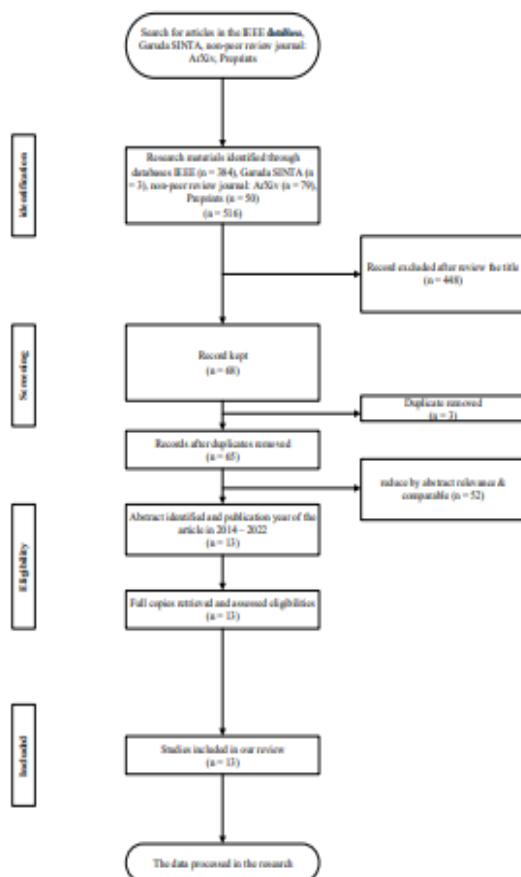 Search for articles in the IEEE database,
Garuda SINTA, non-peer review journal:
ArXiv, Preprints
identification
Research materials identified through
databases IEEE (n = 384), Garuda SINTA (n
= 3), non-peer review journal: ArXiv (n = 79),
Preprints (n = 50)
(n = 516)
Record excluded after review the title
(n = 448)
Screening
Record kept
(n = 68)
Duplicate removed
(n = 3)
Records after duplicates removed
(n = 65)
reduce by abstract relevance &
comparable (n = 52)
Eligibility
Abstract identified and publication year of the
article in 2014 – 2022
(n = 13)
Full copies retrieved and assessed eligibilities
(n = 13)
Included
Studies included in our review
(n = 13)
The data processed in the research